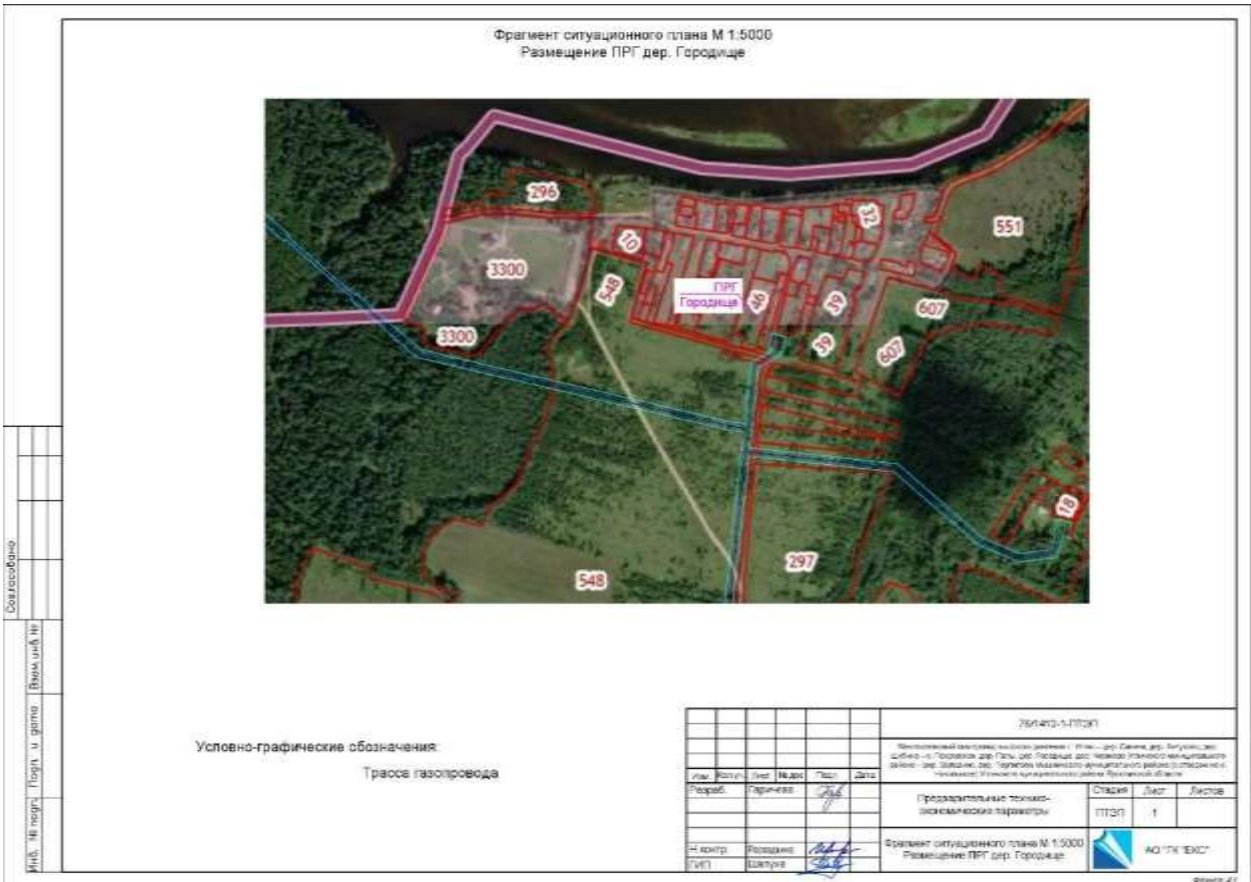 Фрагмент ситуационного плана М 1:5000
Размещение ПРГ дер. Городище
296
32
551
10
3300
548
ПРГ
Городище
46
39
607
3300
39
607
18
297
548
Согласовано
Взам. инв. №
Подп. и дата
Инв. № подл.
Условно-графические обозначения:
Трасса газопровода
Изм. Кол.уч. Лист №док Подп. Дата
Разраб. Гаричева
Н.контр.
ГИП Шапуха
Предварительные технико-
экономические параметры
Стадия Лист Листов
ПТЭП 1
Фрагмент ситуационного плана М 1:5000
Размещение ПРГ дер. Городище